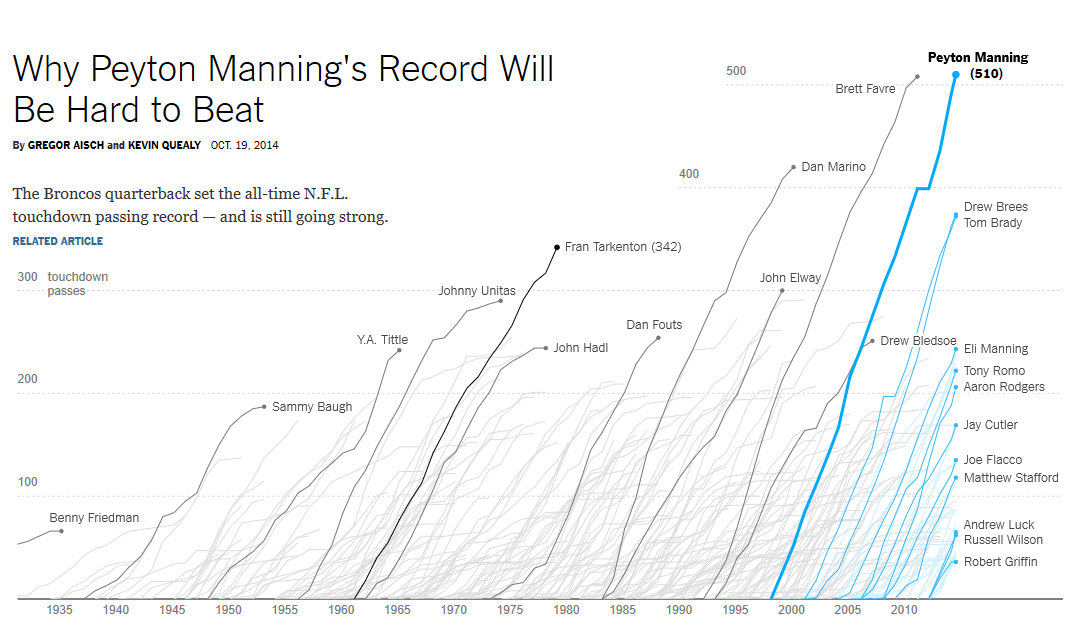 Why Peyton Manning's Record Will
Be Hard to Beat
By GREGOR AISCH and KEVIN QUEALY OCT. 19, 2014
The Broncos quarterback set the all-time N.F.L.
touchdown passing record — and is still going strong.
RELATED ARTICLE
Peyton Manning
(510)
500
Brett Favre
Dan Marino
400
Drew Brees
Tom Brady
Fran Tarkenton (342)
300 touchdown
passes
John Elway
Johnny Unitas
Dan Fouts
Y.A. Tittle
John Hadl
Drew Bledsoe
Eli Manning
Tony Romo
200
Aaron Rodgers
Sammy Baugh
Jay Cutler
Joe Flacco
100
Matthew Stafford
Benny Friedman
Andrew Luck
Russell Wilson
Robert Griffin
1935 1940 1945 1950 1955 1960 1965 1970 1975 1980 1985 1990 1995 2000 2005 2010